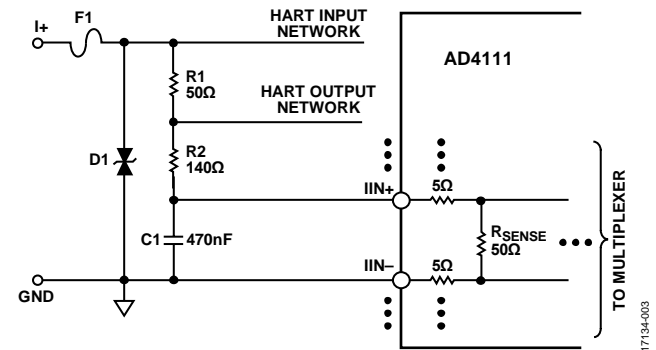 F1
I+
HART INPUT
NETWORK
AD4111
R1
50Ω
HART OUTPUT
NETWORK
R2
140Ω
D1
IIN+
5Ω
C1
470nF
RSENSE
50Ω
IIN−
5Ω
GND
TO MULTIPLEXER
17134-003